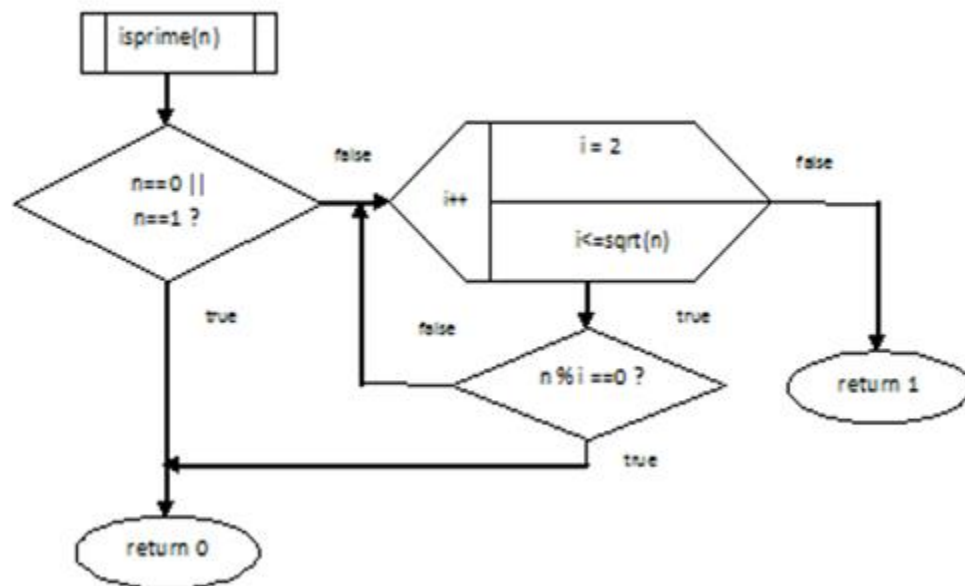 isprime(n)
n==0 ||
n==1 ?
false
i++
i = 2
i<=sqrt(n)
false
true
false
true
n % i ==0 ?
return 1
true
return 0